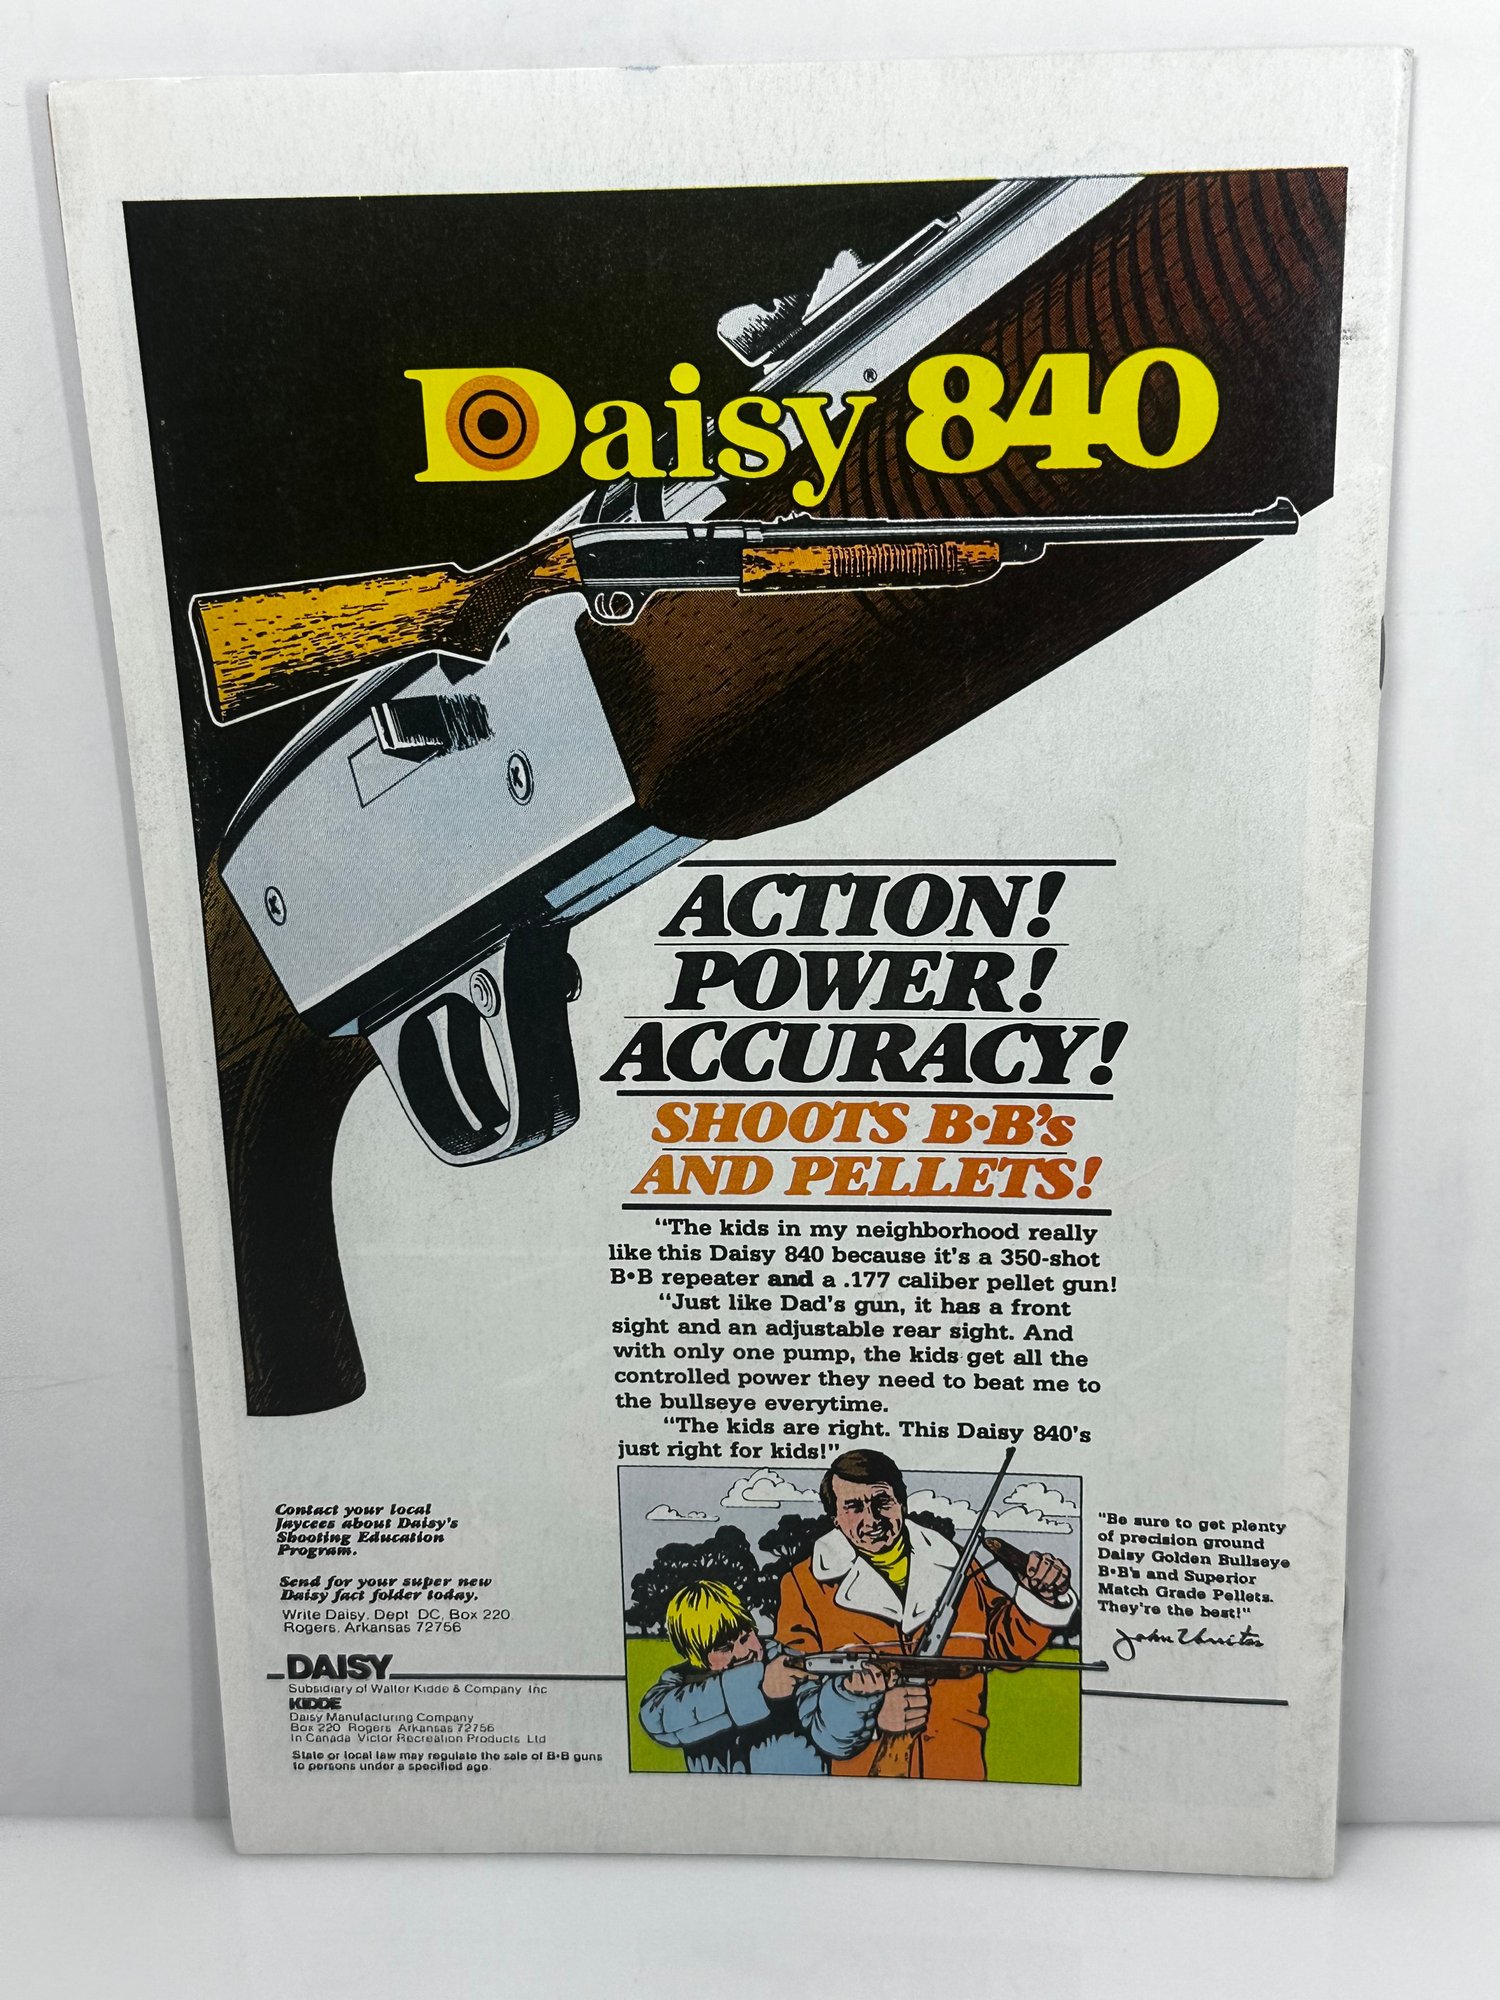 Daisy® 840
ACTION!
POWER!
ACCURACY!
SHOOTS B•B's
AND PELLETS!
"The kids in my neighborhood really
like this Daisy 840 because it's a 350-shot
B•B repeater and a .177 caliber pellet gun!
"Just like Dad's gun, it has a front
sight and an adjustable rear sight. And
with only one pump, the kids get all the
controlled power they need to beat me to
the bullseye everytime.
"The kids are right. This Daisy 840's
just right for kids!"
Contact your local
Jaycees about Daisy's
Shooting Education
Program.
Send for your super new
Daisy fact folder today.
Write Daisy, Dept DC, Box 220
Rogers, Arkansas 72756
DAISY
Subsidiary of Walter Kidde & Company Inc
KIDDE
Daisy Manufacturing Company
Box 220 Rogers Arkansas 72756
In Canada Victor Recreation Products Ltd
State or local law may regulate the sale of B•B guns
to persons under a specified age.
"Be sure to get plenty
of precision ground
Daisy Golden Bullseye
B•B's and Superior
Match Grade Pellets.
They're the best!"
John Unitas